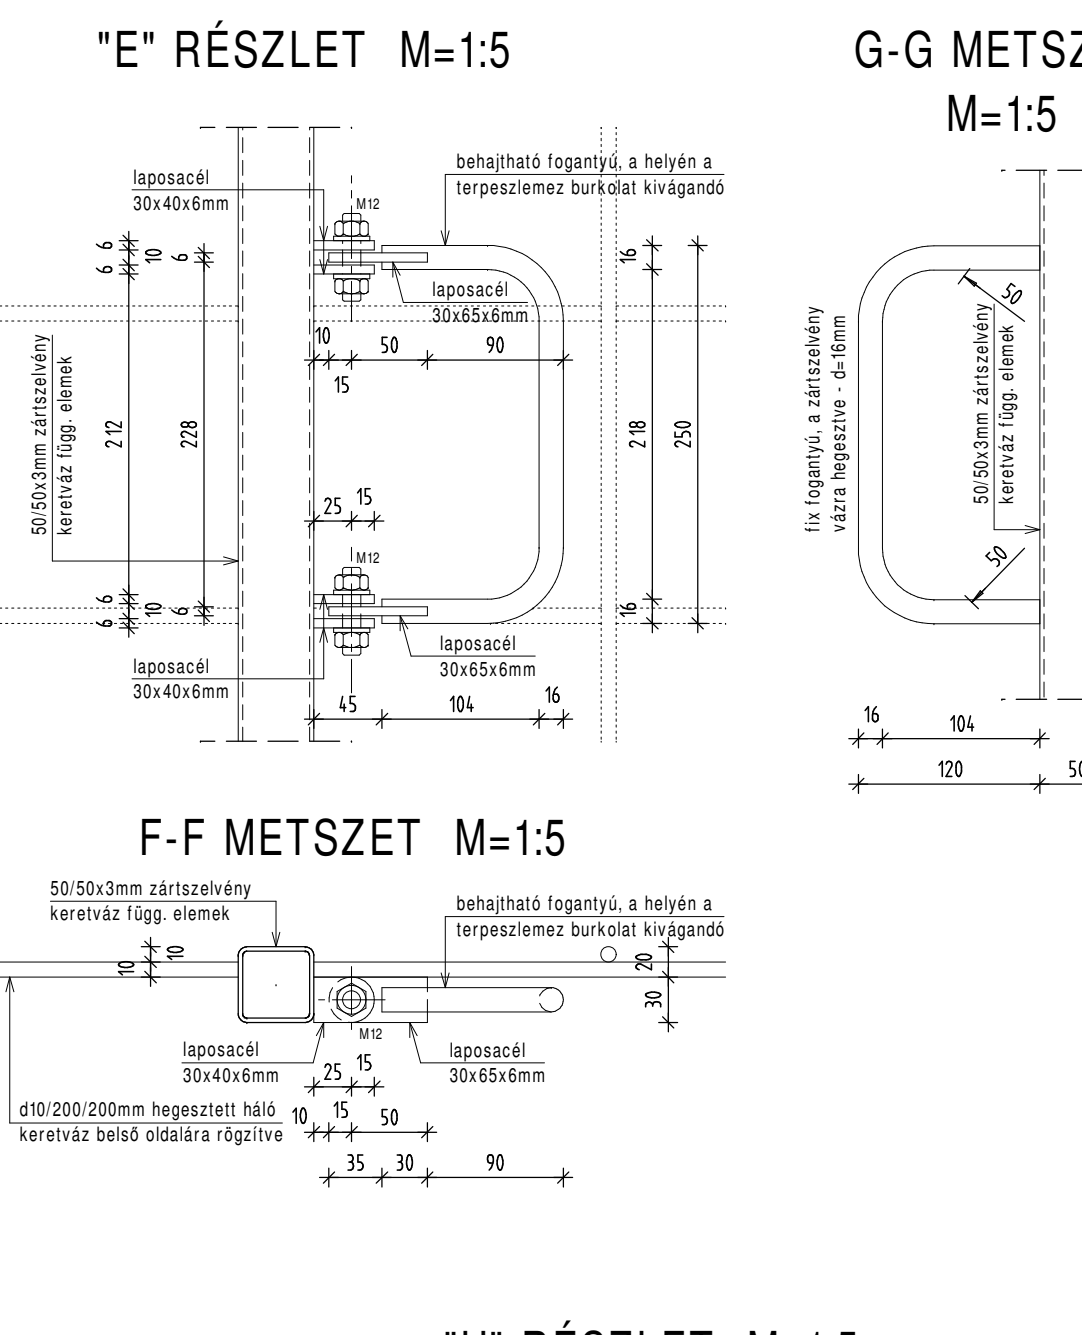 "E" RÉSZLET M=1:5
laposacél
30x40x6mm
M12
behajtható fogantyú, a helyén a
terpeszlemez burkolat kivágandó
6
6
10
6
16
laposacél
30x65x6mm
10
50
90
15
50/50x3mm zártszelvény
keretváz függ. elemek
212
228
218
250
25
15
M12
6
6
10
6
16
laposacél
30x65x6mm
laposacél
30x40x6mm
45
104
16
G-G METSZ
M=1:5
50
fix fogantyú, a zártszelvény
vázra hegesztve - d=16mm
50/50x3mm zártszelvény
keretváz függ. elemek
50
16
104
120
50
F-F METSZET M=1:5
50/50x3mm zártszelvény
keretváz függ. elemek
behajtható fogantyú, a helyén a
terpeszlemez burkolat kivágandó
10
10
20
30
M12
laposacél
30x40x6mm
laposacél
30x65x6mm
25
15
d10/200/200mm hegesztett háló
keretváz belső oldalára rögzítve
10
15
50
35
30
90